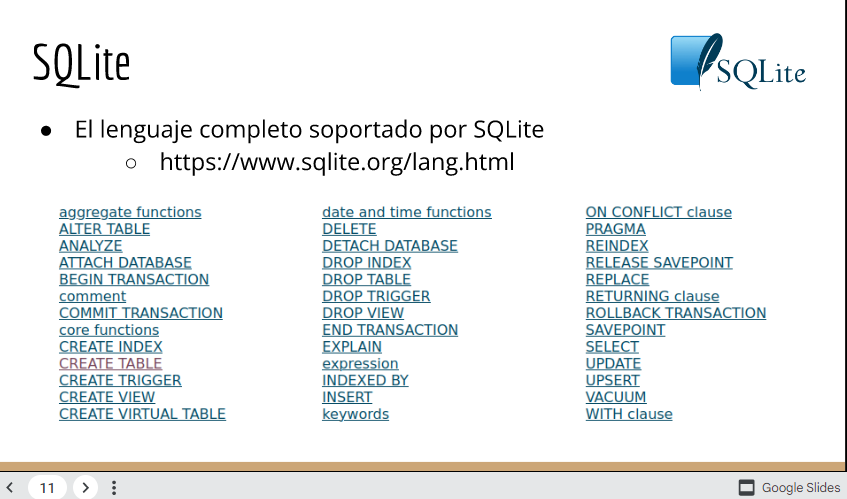 SQLite
SQLite
● El lenguaje completo soportado por SQLite
○ https://www.sqlite.org/lang.html
aggregate functions
ALTER TABLE
ANALYZE
ATTACH DATABASE
BEGIN TRANSACTION
comment
COMMIT TRANSACTION
core functions
CREATE INDEX
CREATE TABLE
CREATE TRIGGER
CREATE VIEW
CREATE VIRTUAL TABLE
date and time functions
DELETE
DETACH DATABASE
DROP INDEX
DROP TABLE
DROP TRIGGER
DROP VIEW
END TRANSACTION
EXPLAIN
expression
INDEXED BY
INSERT
keywords
ON CONFLICT clause
PRAGMA
REINDEX
RELEASE SAVEPOINT
REPLACE
RETURNING clause
ROLLBACK TRANSACTION
SAVEPOINT
SELECT
UPDATE
UPSERT
VACUUM
WITH clause
11
Google Slides